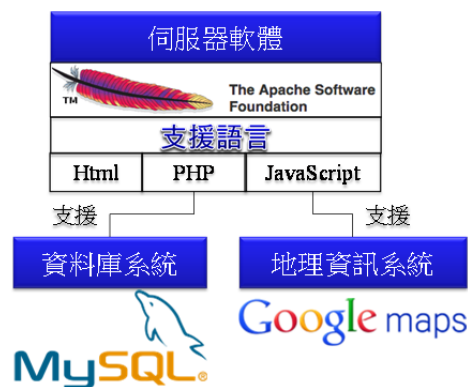 伺服器軟體
TM
The Apache Software
Foundation
支援語言
Html PHP JavaScript
支援 支援
資料庫系統 地理資訊系統
Google maps
MySQL®